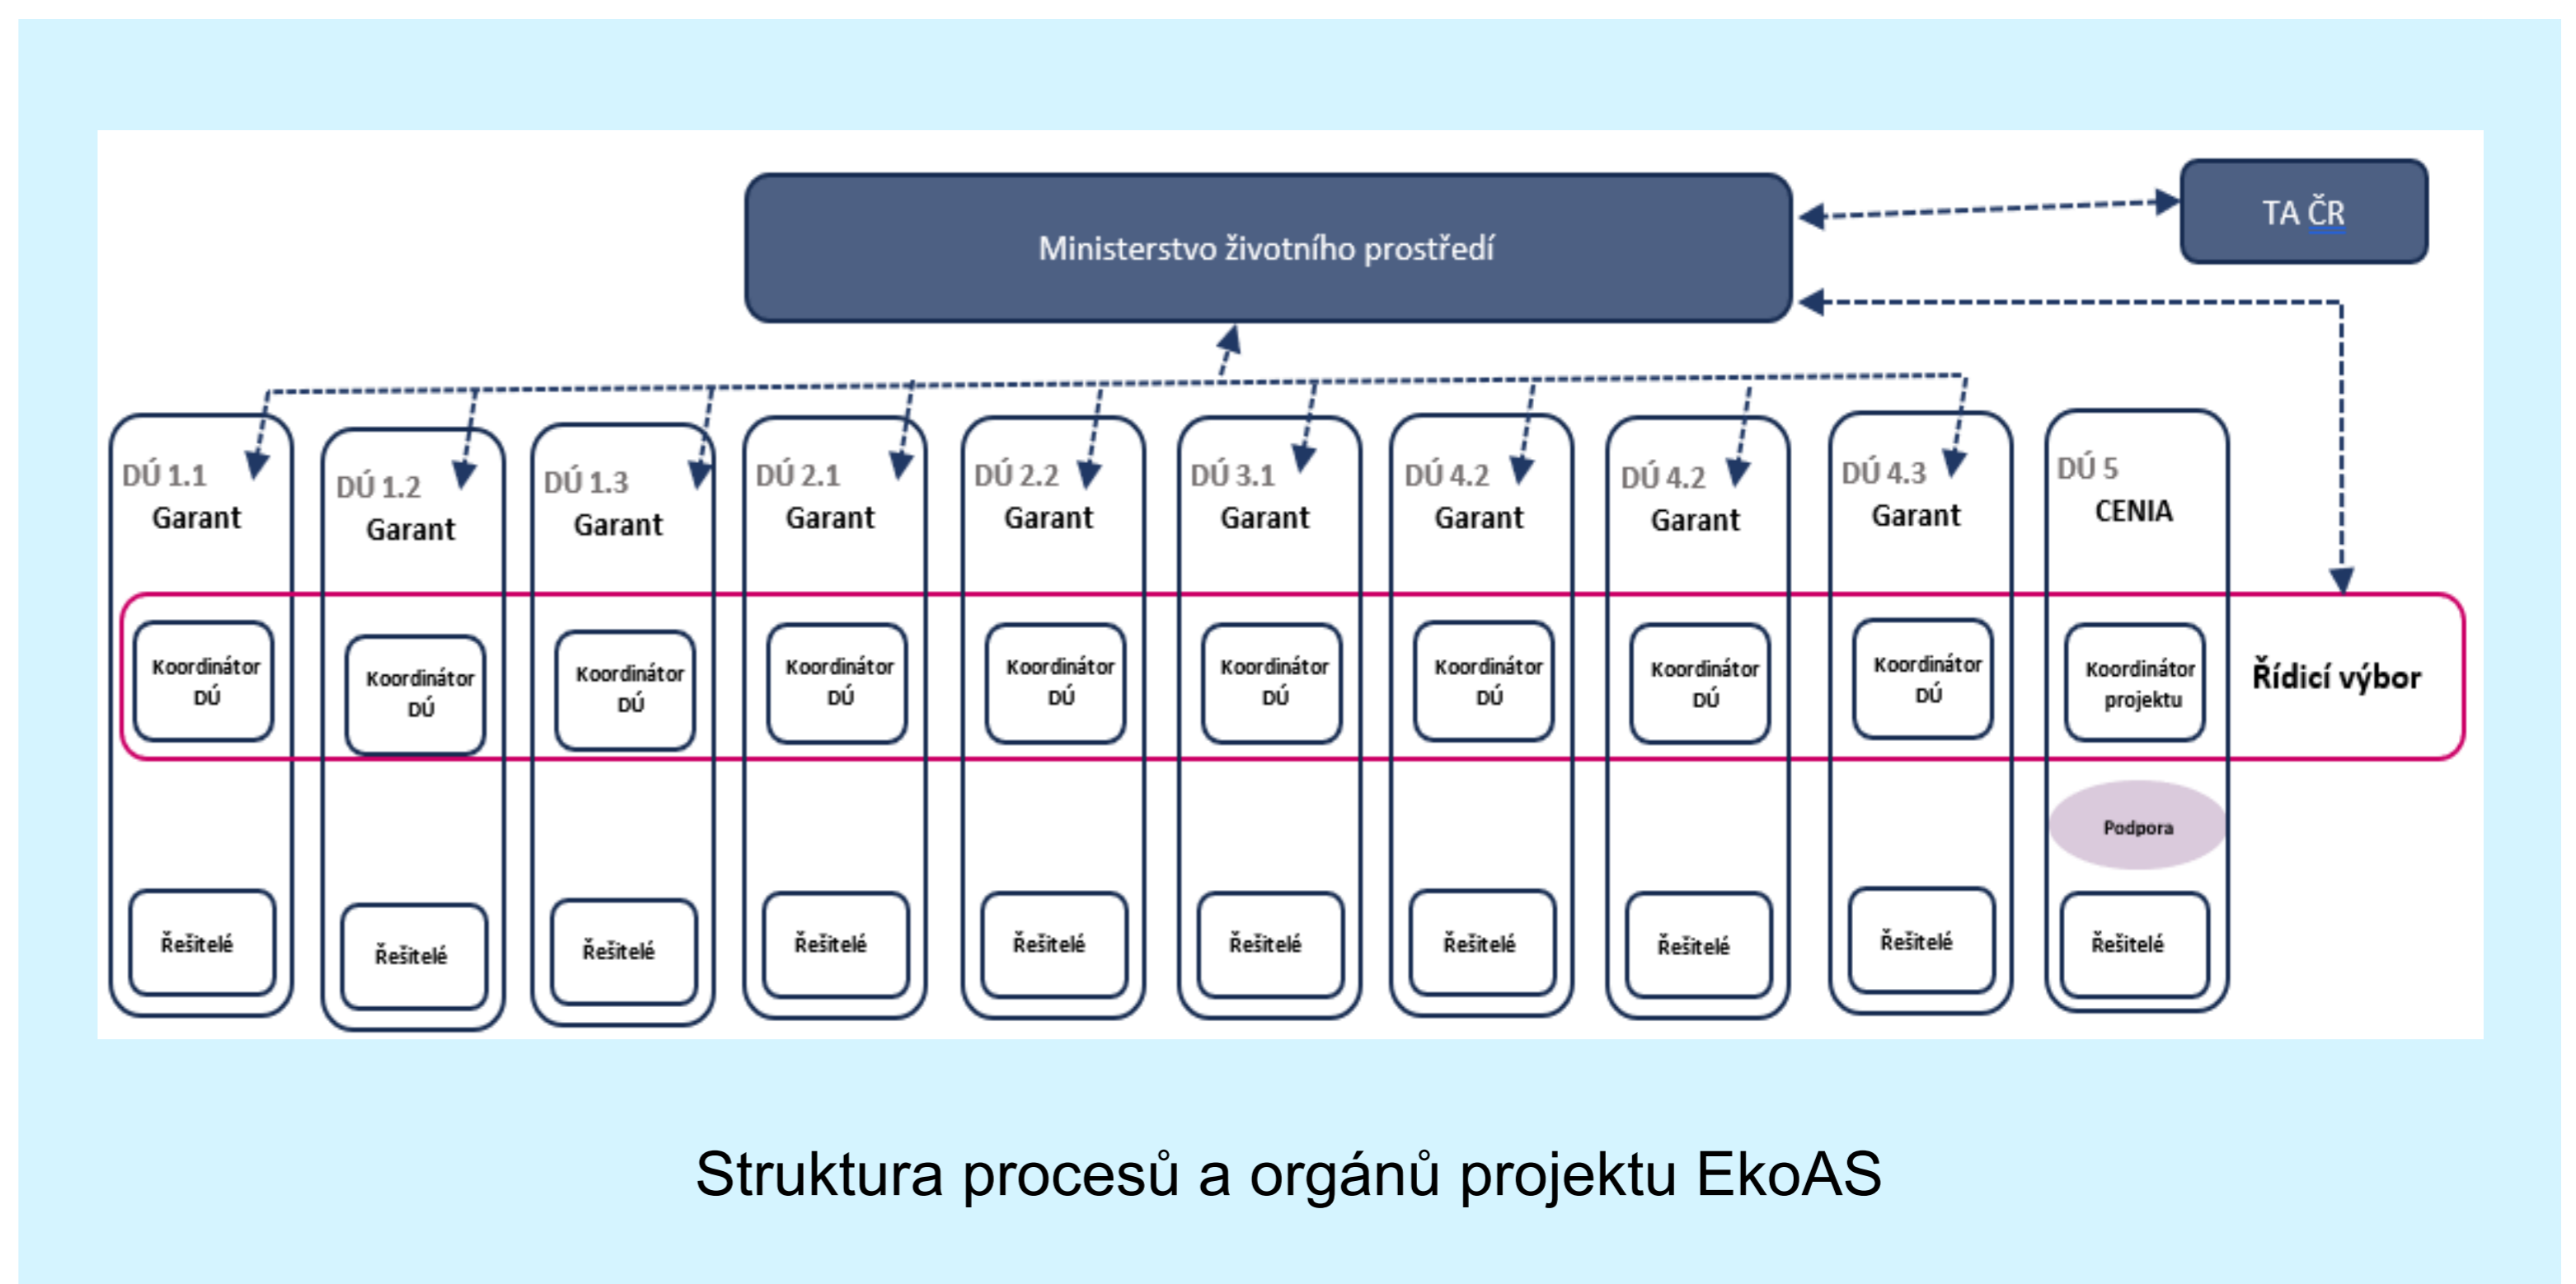 Ministerstvo životního prostředí
TA ČR
DÚ 1.1
Garant
DÚ 1.2
Garant
DÚ 1.3
Garant
DÚ 2.1
Garant
DÚ 2.2
Garant
DÚ 3.1
Garant
DÚ 4.2
Garant
DÚ 4.2
Garant
DÚ 4.3
Garant
DÚ 5
CENIA
Koordinátor
DÚ
Koordinátor
DÚ
Koordinátor
DÚ
Koordinátor
DÚ
Koordinátor
DÚ
Koordinátor
DÚ
Koordinátor
DÚ
Koordinátor
DÚ
Koordinátor
DÚ
Koordinátor
projektu
Řídicí výbor
Podpora
Řešitelé
Řešitelé
Řešitelé
Řešitelé
Řešitelé
Řešitelé
Řešitelé
Řešitelé
Řešitelé
Řešitelé
Struktura procesů a orgánů projektu EkoAS